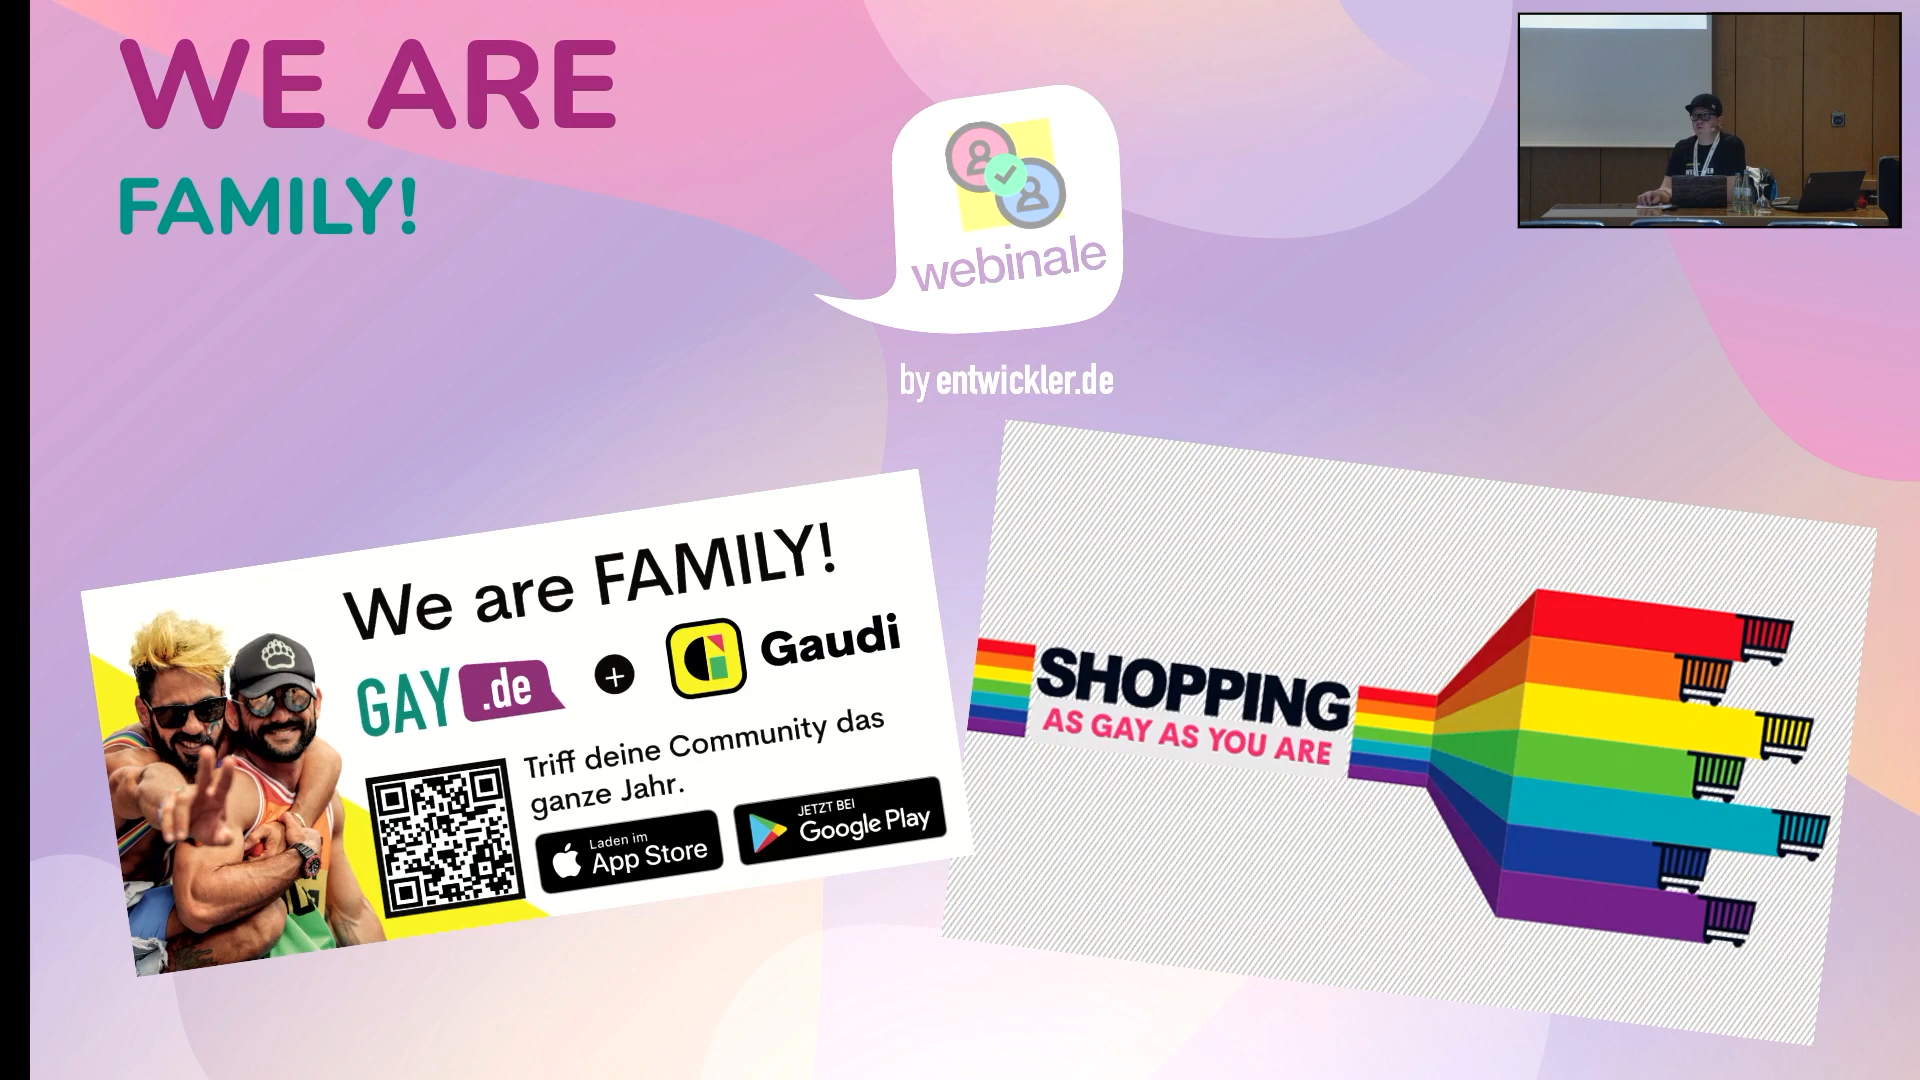 WE ARE
FAMILY!
webinale
by entwickler.de
We are FAMILY!
GAY.de + Gaudi
Triff deine Community das
ganze Jahr.
Laden im
App Store
JETZT BEI
Google Play
SHOPPING
AS GAY AS YOU ARE